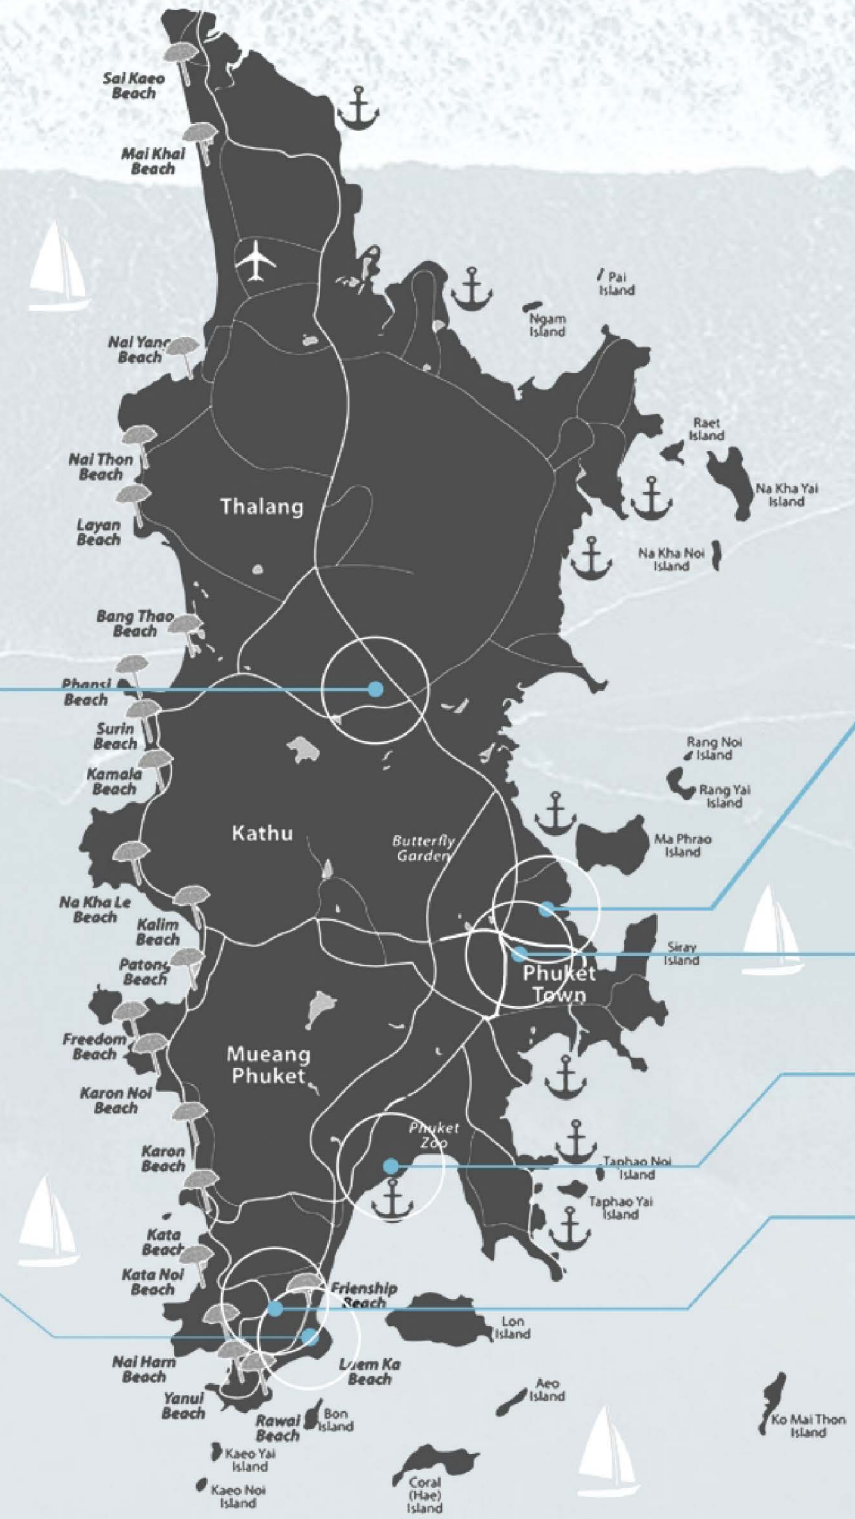 Sai Kaeo
Beach
Mai Khai
Beach
Pai
Island
Ngam
Island
Nai Yang
Beach
Raet
Island
Nai Thon
Beach
Na Kha Yai
Island
Thalang
Layan
Beach
Na Kha Noi
Island
Bang Thao
Beach
Phansi
Beach
Surin
Beach
Rang Noi
Island
Kamala
Beach
Rang Yai
Island
Kathu
Butterfly
Garden
Ma Phrao
Island
Na Kha Le
Beach
Kalim
Beach
Siray
Island
Patong
Beach
Phuket
Town
Freedom
Beach
Mueang
Phuket
Karon Noi
Beach
Phuket
Zoo
Karon
Beach
Taphao Noi
Island
Taphao Yai
Island
Kata
Beach
Kata Noi
Beach
Frienship
Beach
Lon
Island
Nai Harn
Beach
Laem Ka
Beach
Yanui
Beach
Aeo
Island
Rawai
Beach
Bon
Island
Ko Mai Thon
Island
Kaeo Yai
Island
Kaeo Noi
Island
Coral
(Hae)
Island